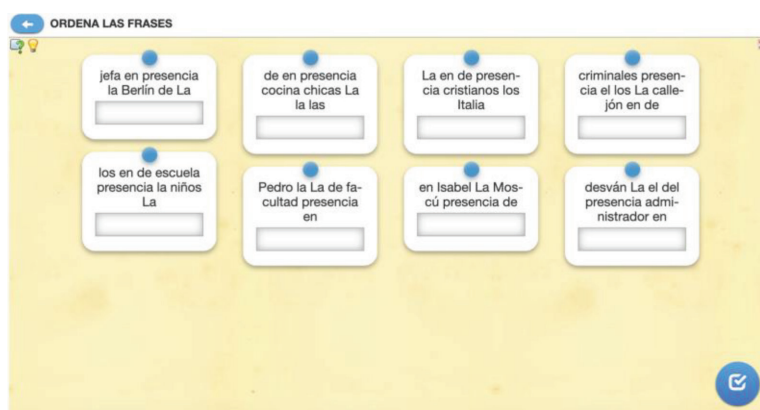 ORDENA LAS FRASES
jefa en presencia
la Berlín de La
de en presencia
cocina chicas La
la las
La en de presen-
cia cristianos los
Italia
criminales presen-
cia el los La calle-
jón en de
los en de escuela
presencia la niños
La
Pedro la La de fa-
cultad presencia
en
en Isabel La Mos-
cú presencia de
desván La el del
presencia admi-
nistrador en